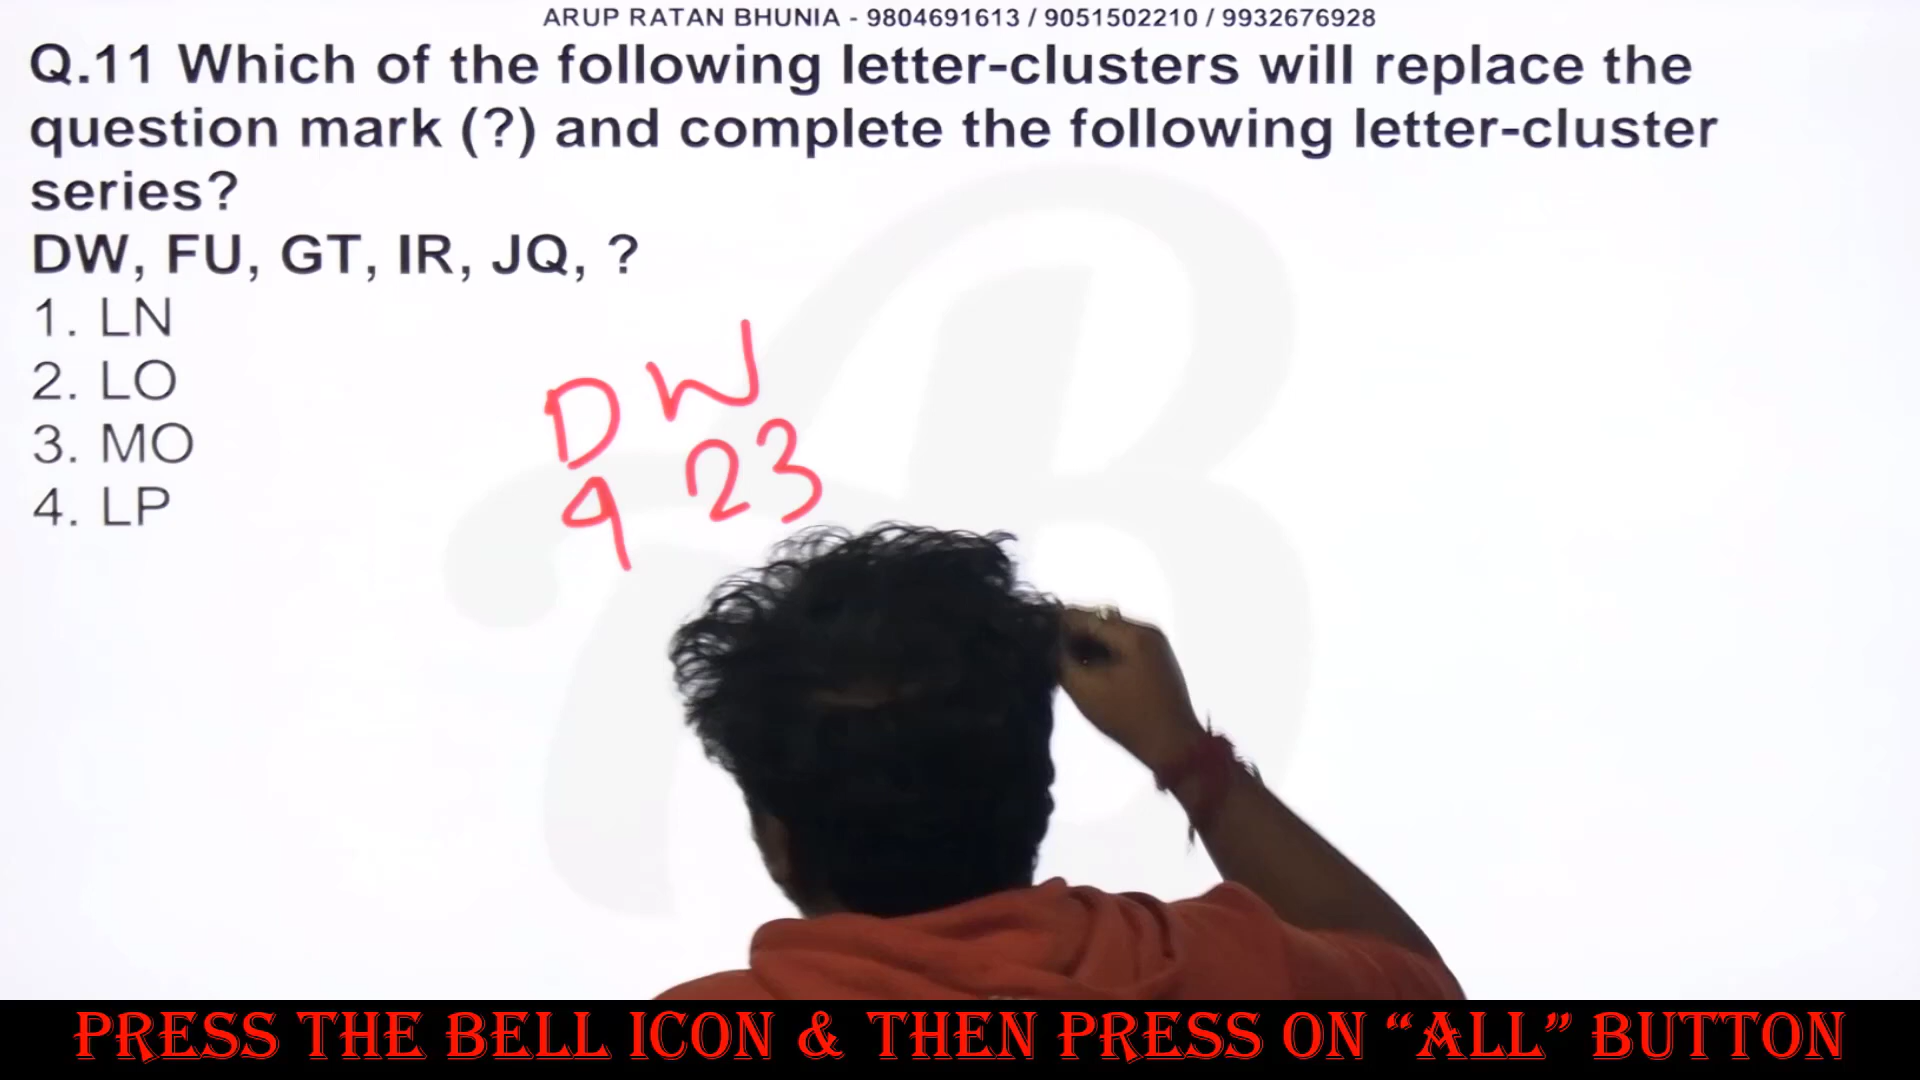 ARUP RATAN BHUNIA - 9804691613 / 9051502210 / 9932676928
Q.11 Which of the following letter-clusters will replace the
question mark (?) and complete the following letter-cluster
series?
DW, FU, GT, IR, JQ, ?
1. LN
2. LO
3. MO
4. LP
DW
4 23
PRESS THE BELL ICON & THEN PRESS ON “ALL” BUTTON